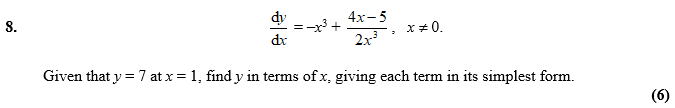 8. dy/dx = –x³ + (4x – 5)/(2x³), x ≠ 0.
Given that y = 7 at x = 1, find y in terms of x, giving each term in its simplest form.
(6)